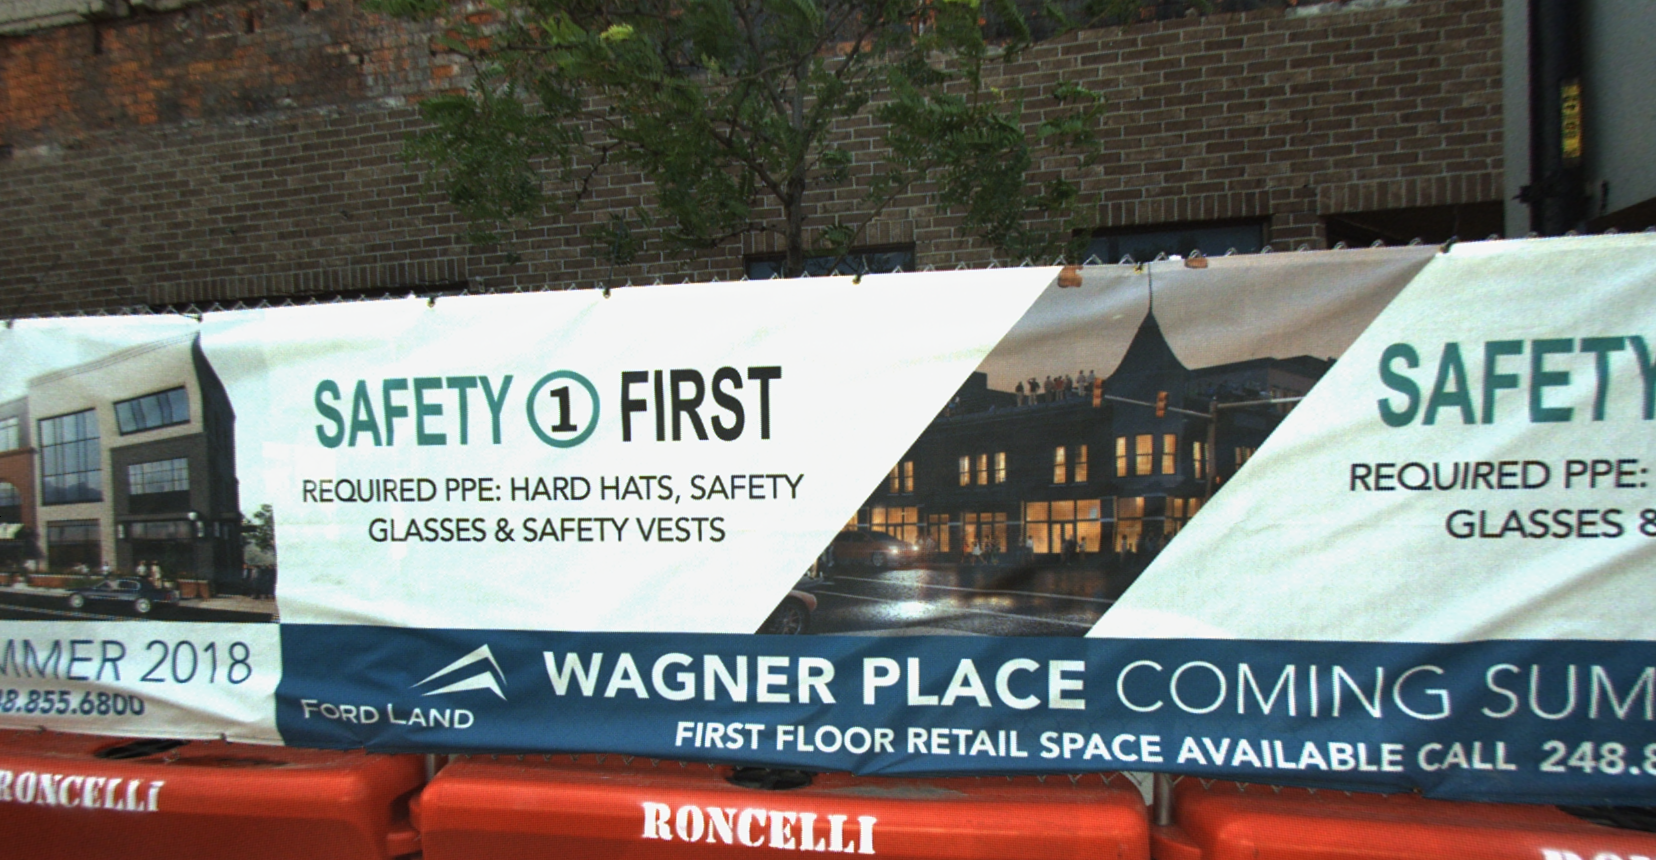 SAFETY 1 FIRST
REQUIRED PPE: HARD HATS, SAFETY
GLASSES & SAFETY VESTS
SAFETY
REQUIRED PPE:
GLASSES &
MMER 2018
8.855.6800
FORD LAND
WAGNER PLACE COMING SUM
FIRST FLOOR RETAIL SPACE AVAILABLE CALL 248.8
RONCELLI
RONCELLI